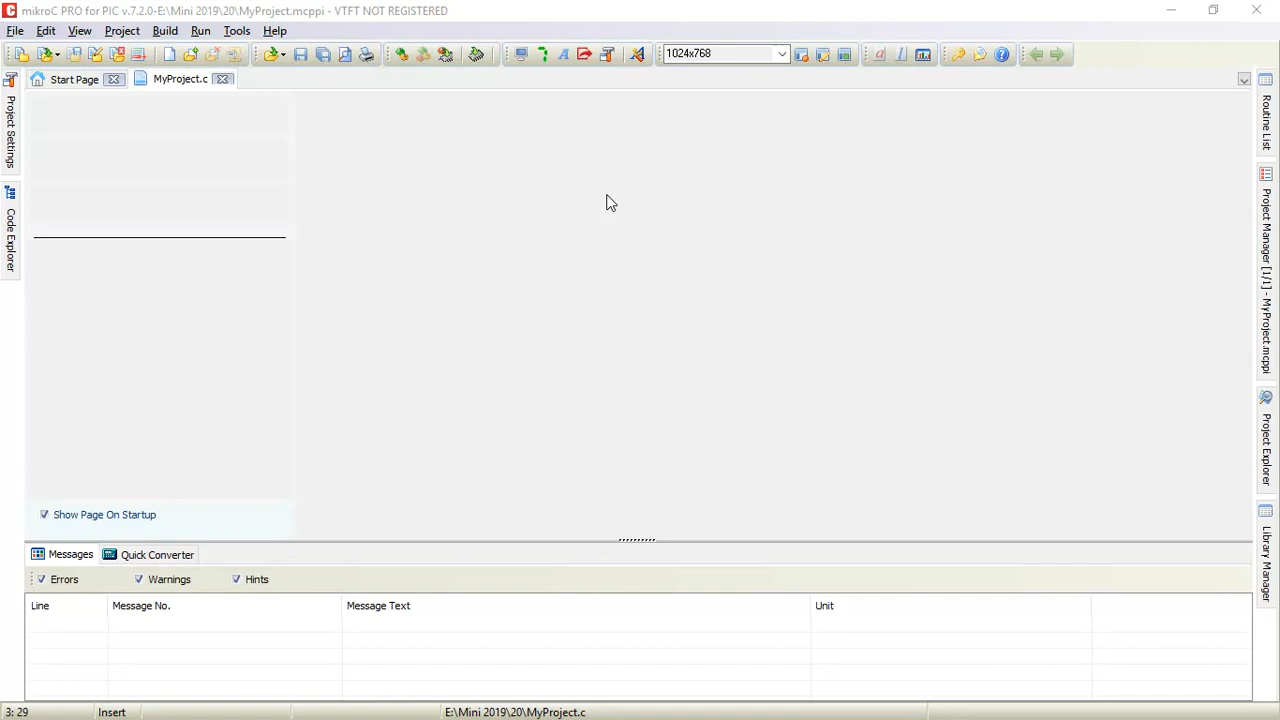 mikroC PRO for PIC v.7.2.0-E:\Mini 2019\20\MyProject.mcppi - VTFT NOT REGISTERED
File Edit View Project Build Run Tools Help
1024x768
Start Page MyProject.c
Project Settings
Code Explorer
Routine List
Project Manager [1/1] - MyProject.mcppi
Project Explorer
Library Manager
Show Page On Startup
Messages Quick Converter
Errors Warnings Hints
Line Message No. Message Text Unit
3: 29 Insert E:\Mini 2019\20\MyProject.c